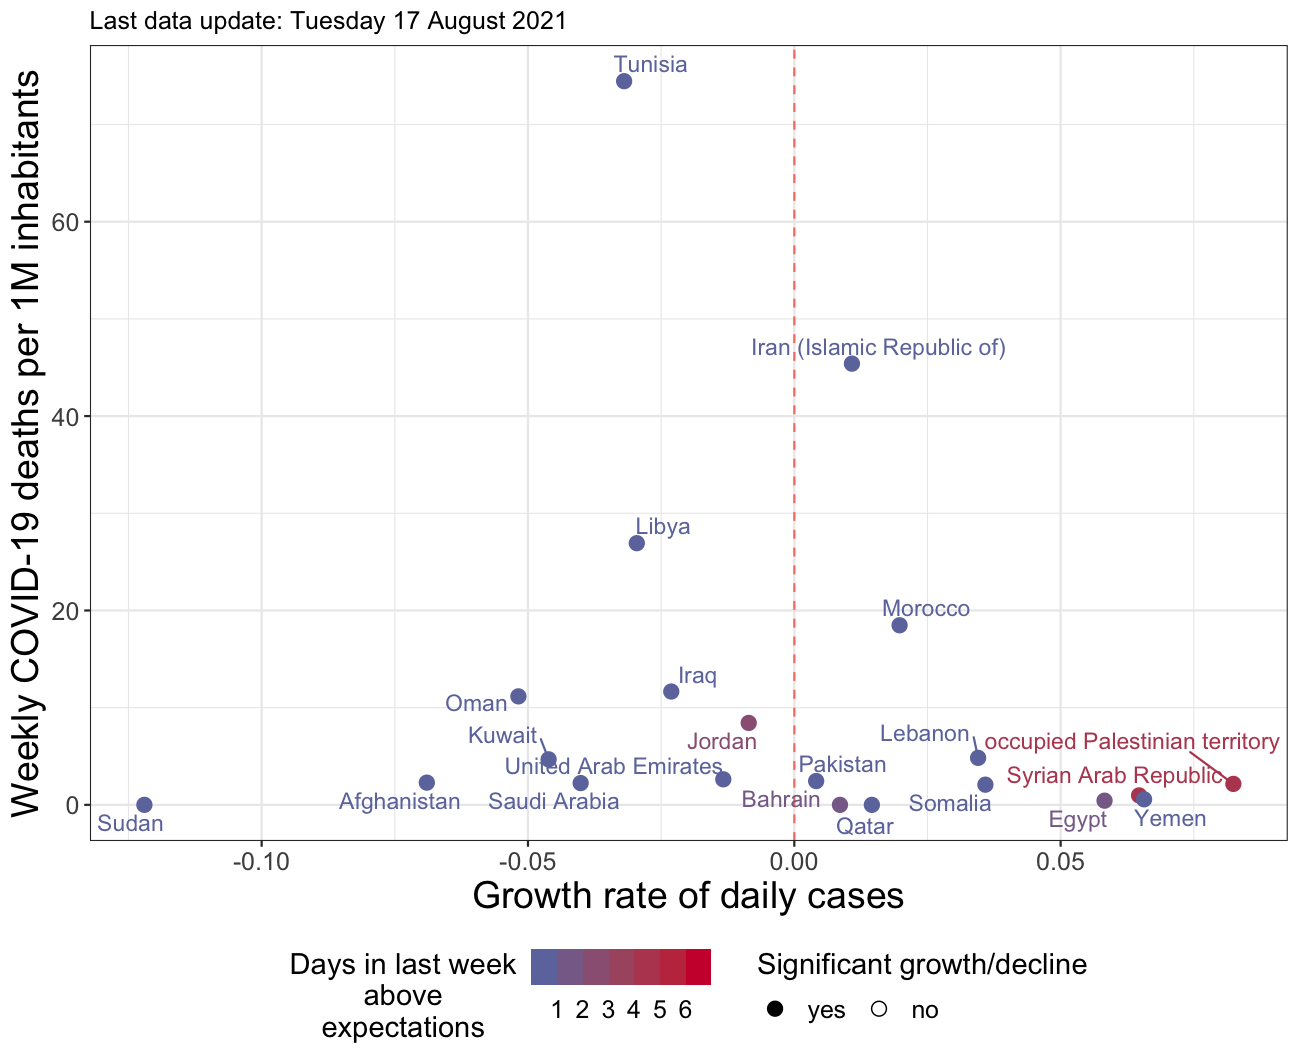 Last data update: Tuesday 17 August 2021
Weekly COVID-19 deaths per 1M inhabitants
60
40
20
0
Tunisia
Iran (Islamic Republic of)
Libya
Morocco
Iraq
Oman
Kuwait
Jordan
Lebanon
occupied Palestinian territory
United Arab Emirates
Pakistan
Syrian Arab Republic
Afghanistan
Saudi Arabia
Bahrain
Somalia
Sudan
Qatar
Egypt
Yemen
-0.10
-0.05
0.00
0.05
Growth rate of daily cases
Days in last week
above
expectations
1 2 3 4 5 6
Significant growth/decline
yes
no